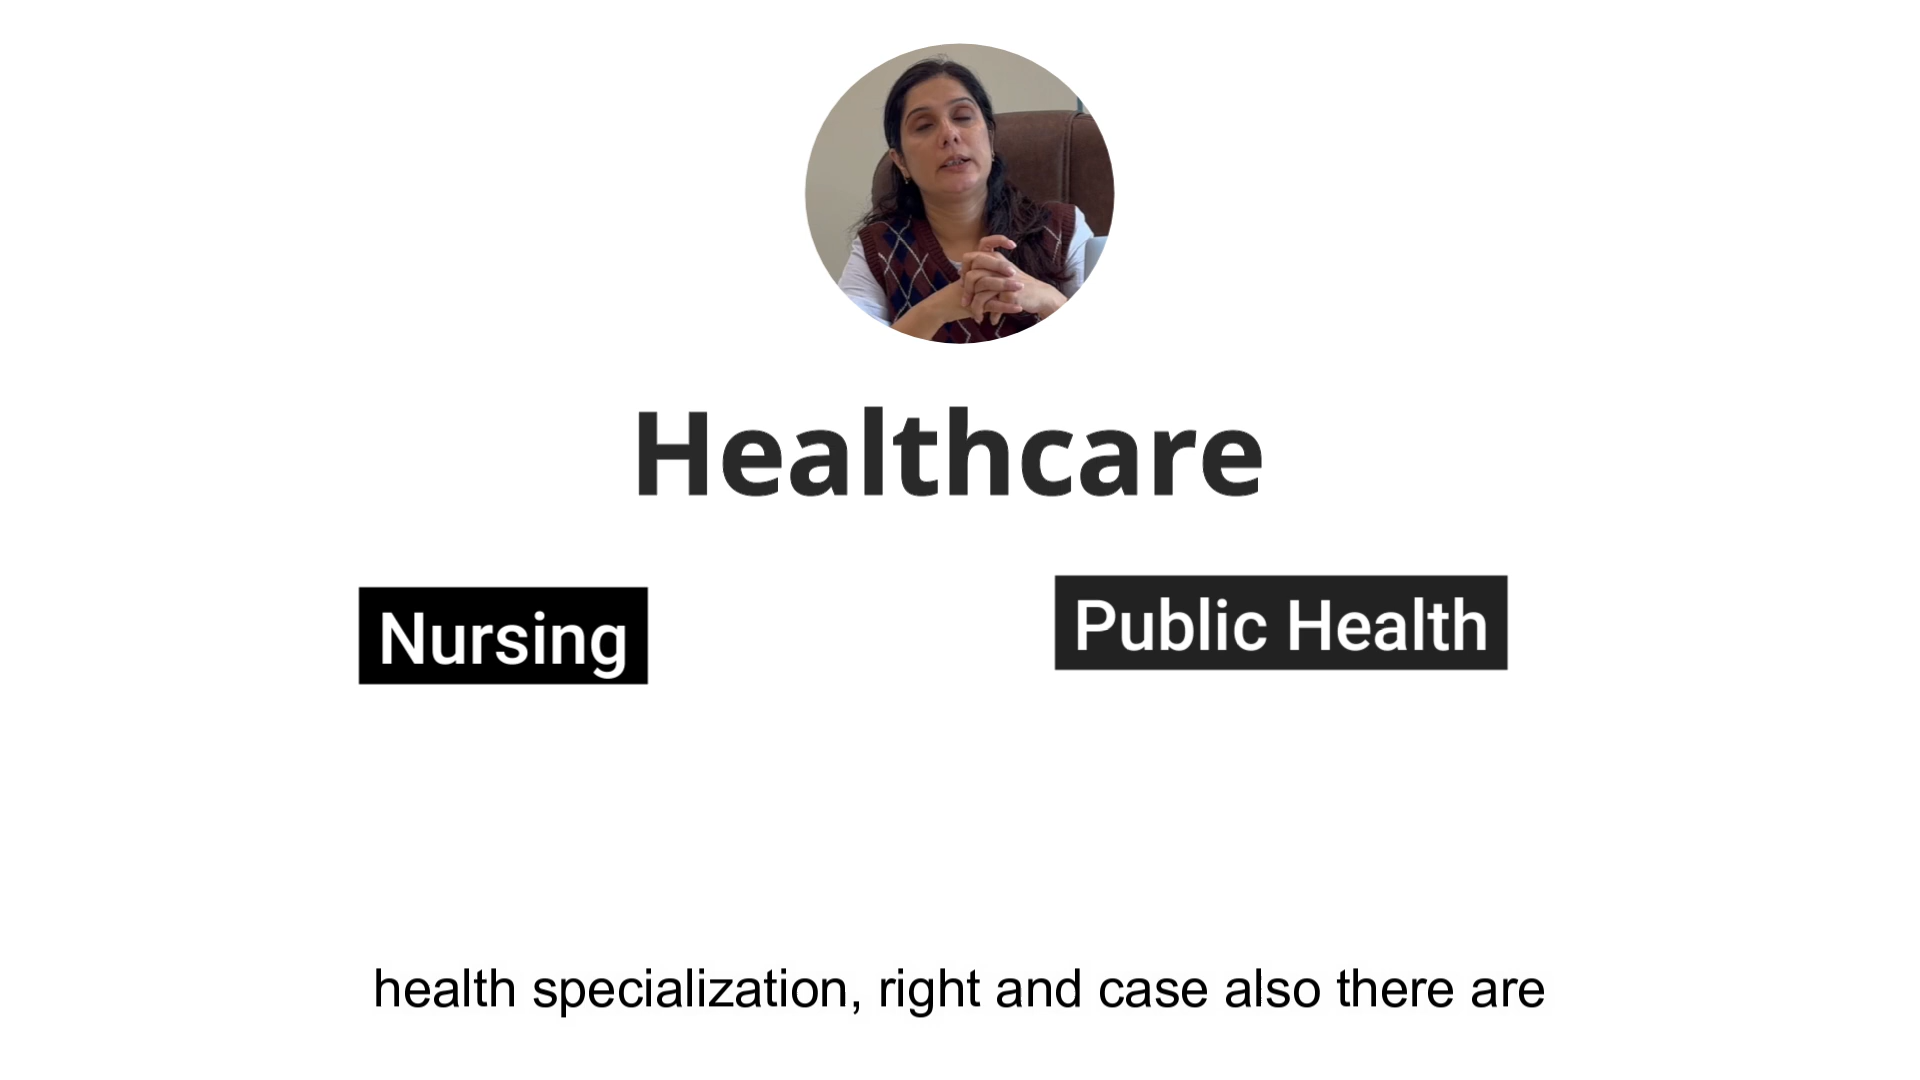 Healthcare
Nursing
Public Health
health specialization, right and case also there are